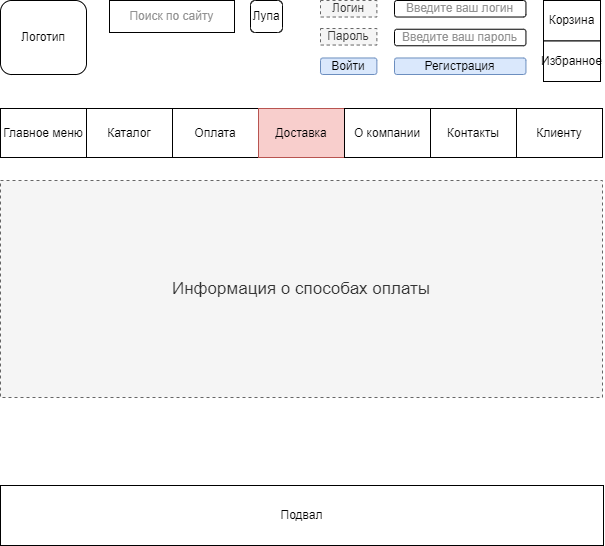 Логотип
Поиск по сайту
Лупа
Логин
Введите ваш логин
Пароль
Введите ваш пароль
Войти
Регистрация
Корзина
Избранное
Главное меню
Каталог
Оплата
Доставка
О компании
Контакты
Клиенту
Информация о способах оплаты
Подвал